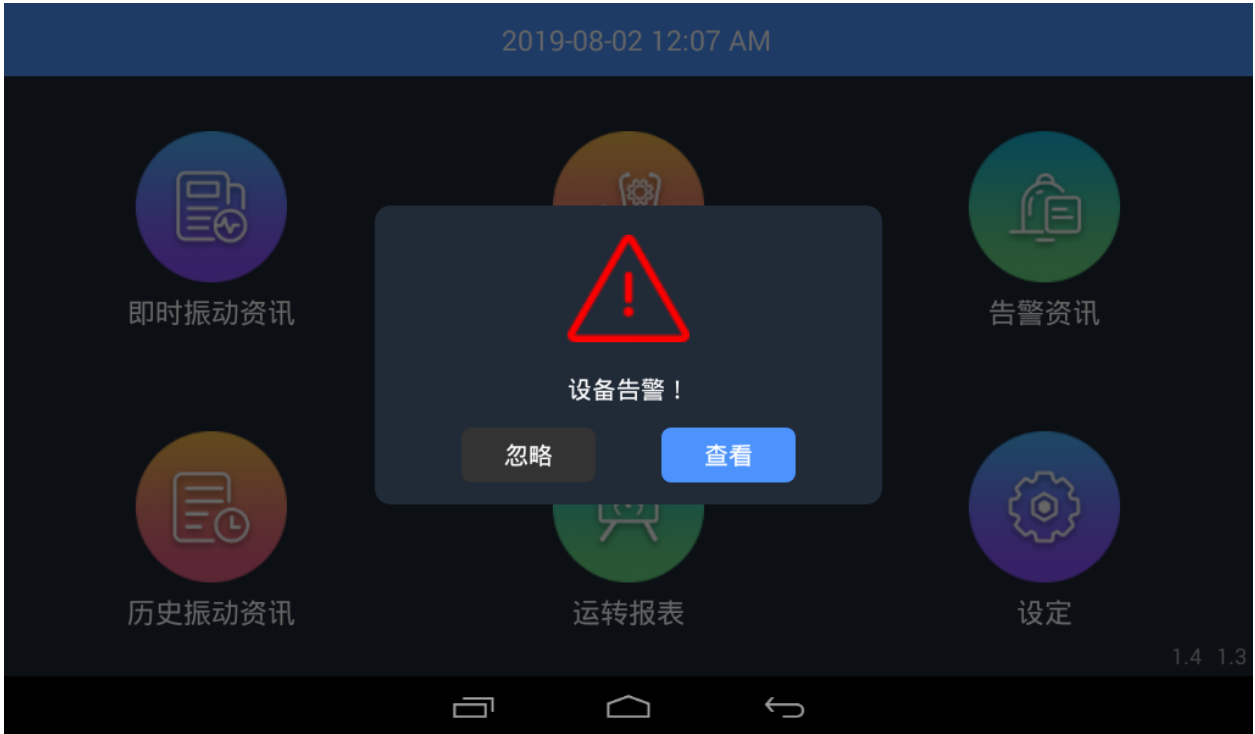 2019-08-02 12:07 AM
即时振动资讯
告警资讯
设备告警！
忽略
查看
历史振动资讯
运转报表
设定
1.4 1.3